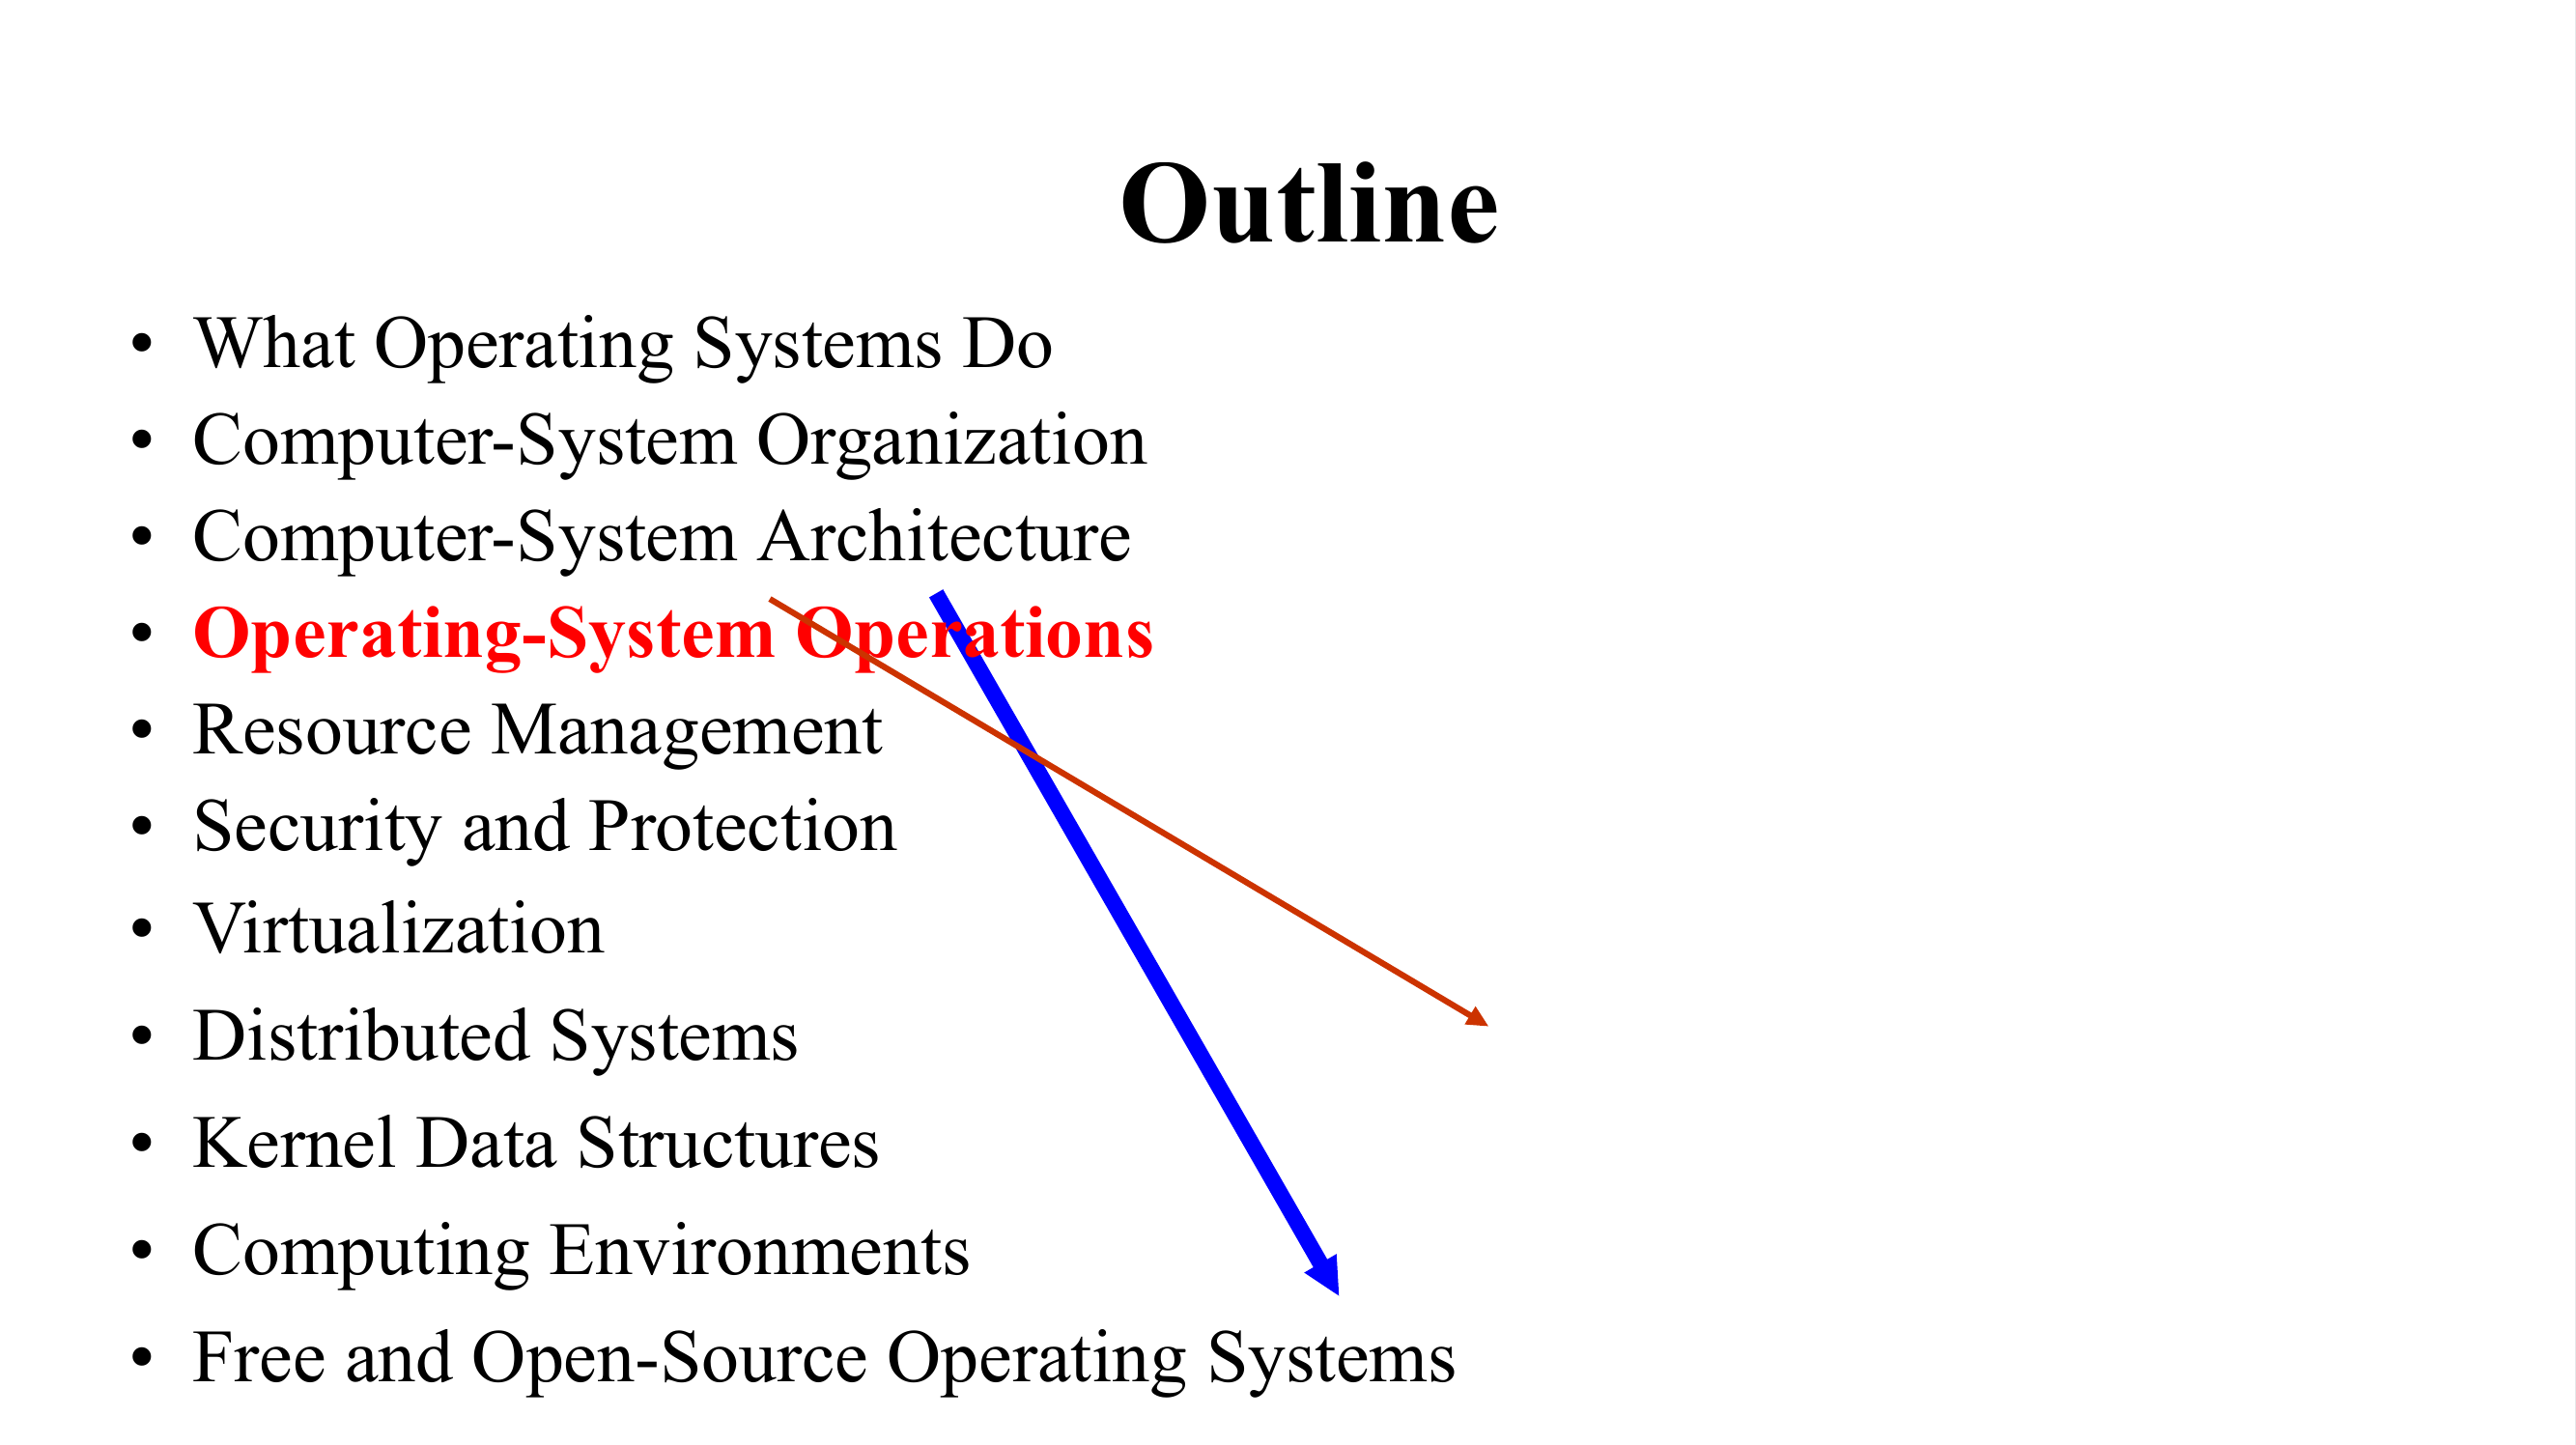 Outline
• What Operating Systems Do
• Computer-System Organization
• Computer-System Architecture
• Operating-System Operations
• Resource Management
• Security and Protection
• Virtualization
• Distributed Systems
• Kernel Data Structures
• Computing Environments
• Free and Open-Source Operating Systems